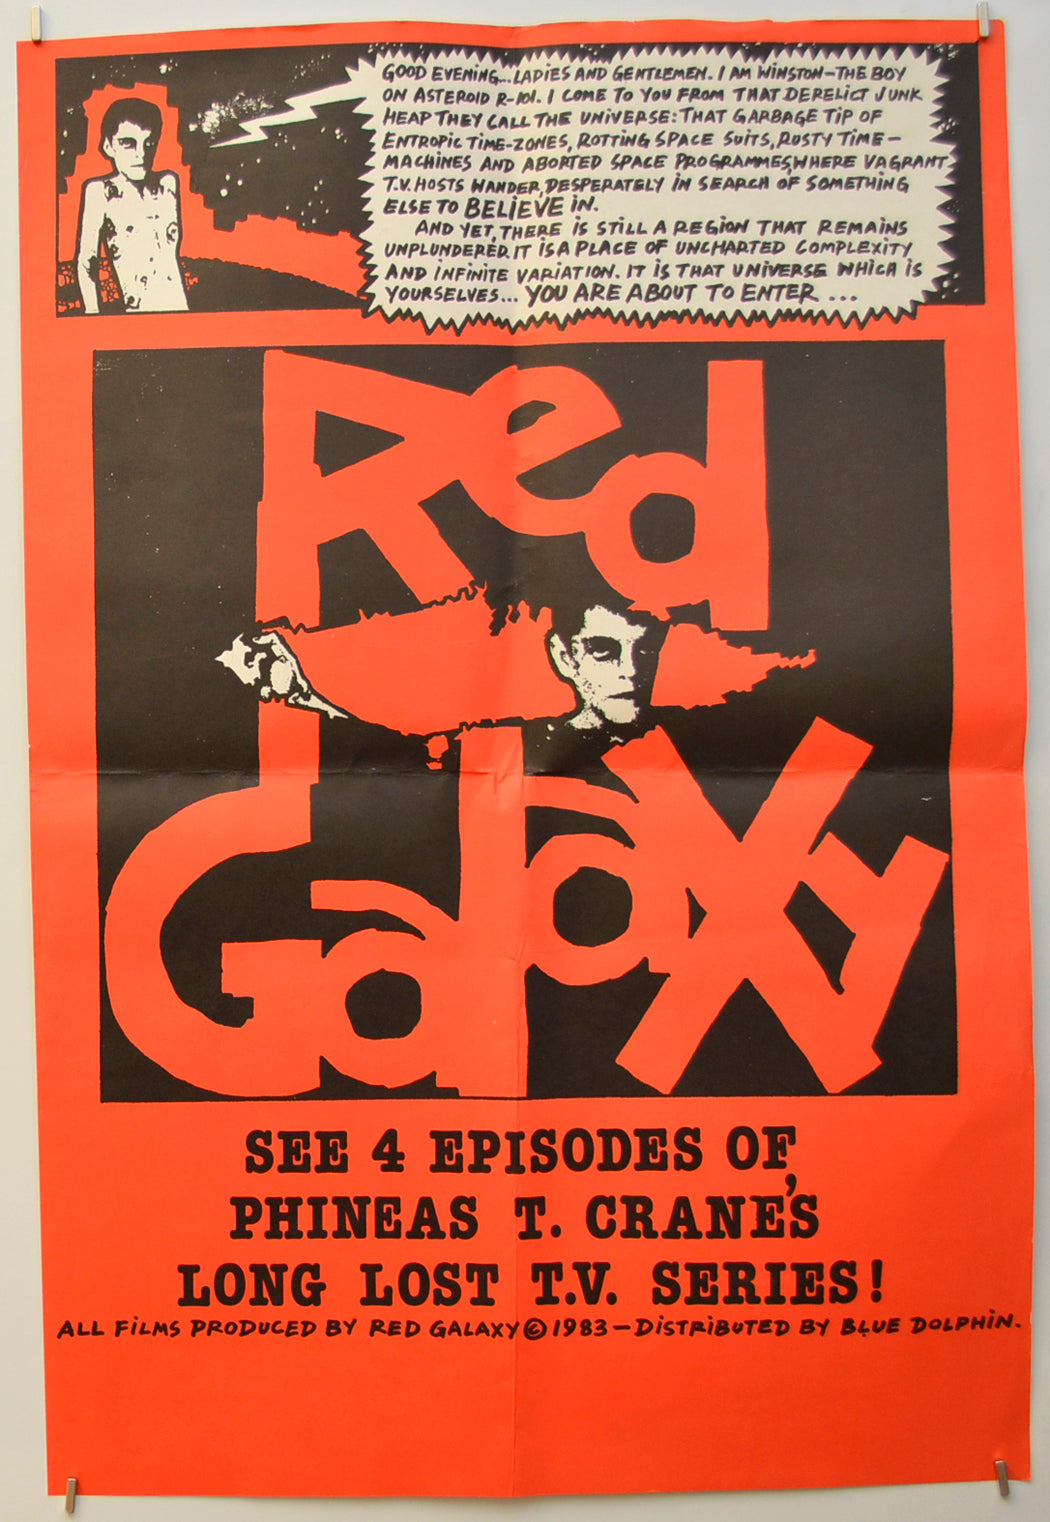 GOOD EVENING... LADIES AND GENTLEMEN. I AM WINSTON-THE BOY
ON ASTEROID R-101. I COME TO YOU FROM THAT DERELICT JUNK
HEAP THEY CALL THE UNIVERSE: THAT GARBAGE TIP OF
ENTROPIC TIME-ZONES, ROTTING SPACE SUITS, RUSTY TIME-
MACHINES AND ABORTED SPACE PROGRAMMES, WHERE VAGRANT
T.V. HOSTS WANDER, DESPERATELY IN SEARCH OF SOMETHING
ELSE TO BELIEVE IN.
AND YET, THERE IS STILL A REGION THAT REMAINS
UNPLUNDERED. IT IS A PLACE OF UNCHARTED COMPLEXITY
AND INFINITE VARIATION. IT IS THAT UNIVERSE WHICH IS
YOURSELVES... YOU ARE ABOUT TO ENTER ...
Red
Galaxy
SEE 4 EPISODES OF,
PHINEAS T. CRANE'S
LONG LOST T.V. SERIES!
ALL FILMS PRODUCED BY RED GALAXY © 1983 - DISTRIBUTED BY BLUE DOLPHIN.